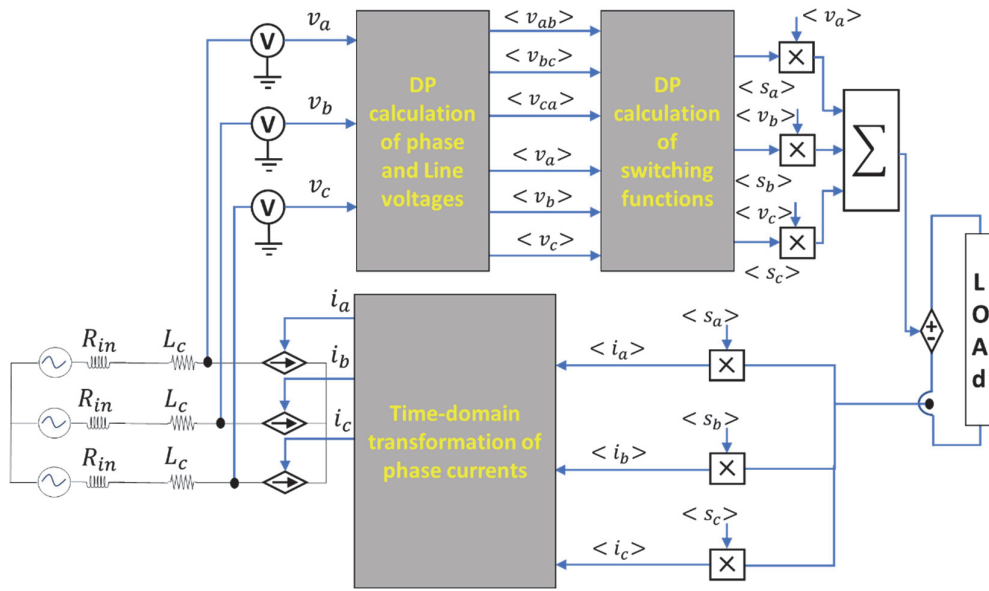 v_a
V
v_b
V
v_c
V
DP
calculation
of phase
and Line
voltages
< v_ab >
< v_bc >
< v_ca >
< v_a >
< v_b >
< v_c >
DP
calculation
of
switching
functions
< v_a >
×
< s_a >
< v_b >
×
< s_b >
< v_c >
×
< s_c >
Σ
+
-
L
O
A
d
R_in L_c
R_in L_c
R_in L_c
i_a
i_b
i_c
Time-domain
transformation of
phase currents
< s_a >
< i_a >
×
< s_b >
< i_b >
×
< s_c >
< i_c >
×